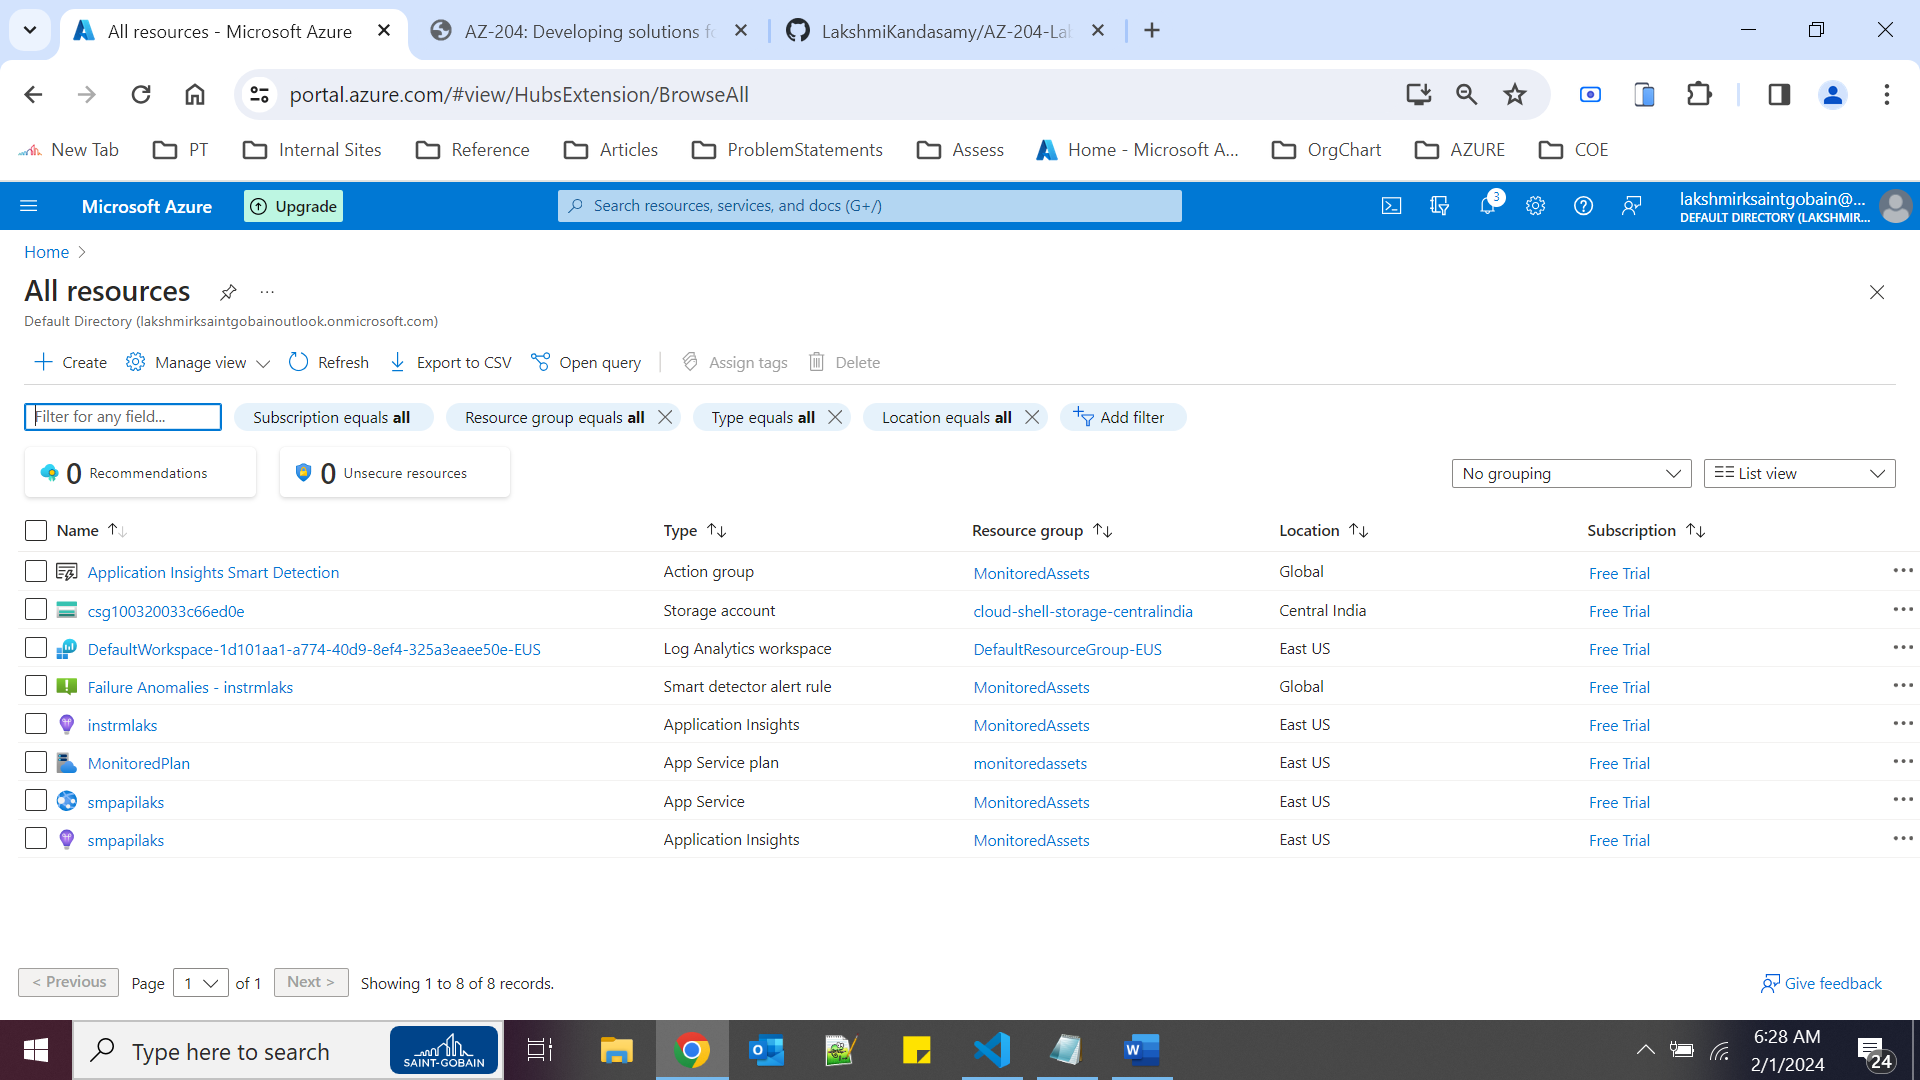 All resources - Microsoft Azure
AZ-204: Developing solutions fo
LakshmiKandasamy/AZ-204-Lab
portal.azure.com/#view/HubsExtension/BrowseAll
New Tab PT Internal Sites Reference Articles ProblemStatements Assess Home - Microsoft A... OrgChart AZURE COE
Microsoft Azure Upgrade Search resources, services, and docs (G+/) 3 lakshmirksaintgobain@...
DEFAULT DIRECTORY (LAKSHMIR...
Home >
All resources ...
Default Directory (lakshmirksaintgobainoutlook.onmicrosoft.com)
Create Manage view Refresh Export to CSV Open query Assign tags Delete
Filter for any field... Subscription equals all Resource group equals all Type equals all Location equals all Add filter
0 Recommendations 0 Unsecure resources No grouping List view
Name Type Resource group Location Subscription
Application Insights Smart Detection Action group MonitoredAssets Global Free Trial
csg100320033c66ed0e Storage account cloud-shell-storage-centralindia Central India Free Trial
DefaultWorkspace-1d101aa1-a774-40d9-8ef4-325a3eaee50e-EUS Log Analytics workspace DefaultResourceGroup-EUS East US Free Trial
Failure Anomalies - instrmlaks Smart detector alert rule MonitoredAssets Global Free Trial
instrmlaks Application Insights MonitoredAssets East US Free Trial
MonitoredPlan App Service plan monitoredassets East US Free Trial
smpapilaks App Service MonitoredAssets East US Free Trial
smpapilaks Application Insights MonitoredAssets East US Free Trial
< Previous Page 1 of 1 Next > Showing 1 to 8 of 8 records. Give feedback
Type here to search SAINT-GOBAIN 6:28 AM
2/1/2024 24